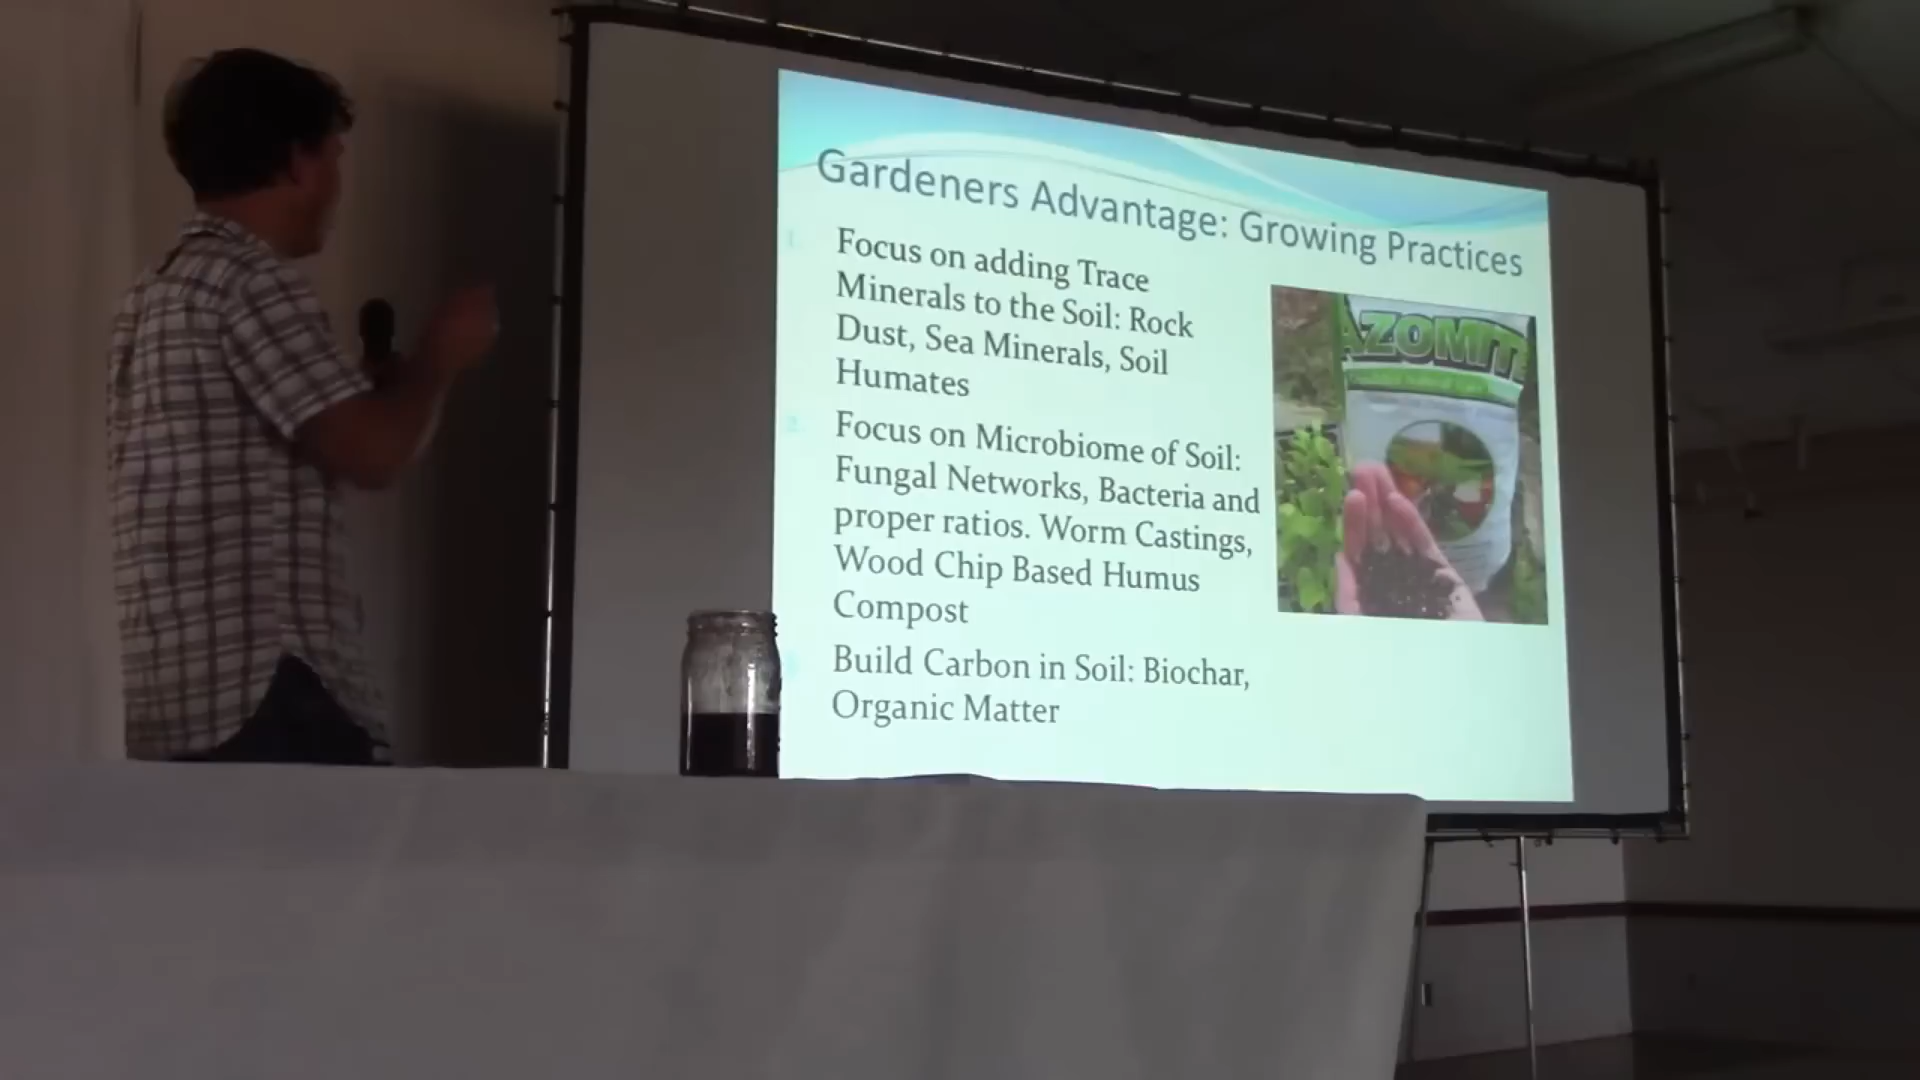 Gardeners Advantage: Growing Practices
1. Focus on adding Trace
Minerals to the Soil: Rock
Dust, Sea Minerals, Soil
Humates
2. Focus on Microbiome of Soil:
Fungal Networks, Bacteria and
proper ratios. Worm Castings,
Wood Chip Based Humus
Compost
Build Carbon in Soil: Biochar,
Organic Matter
AZOMITE